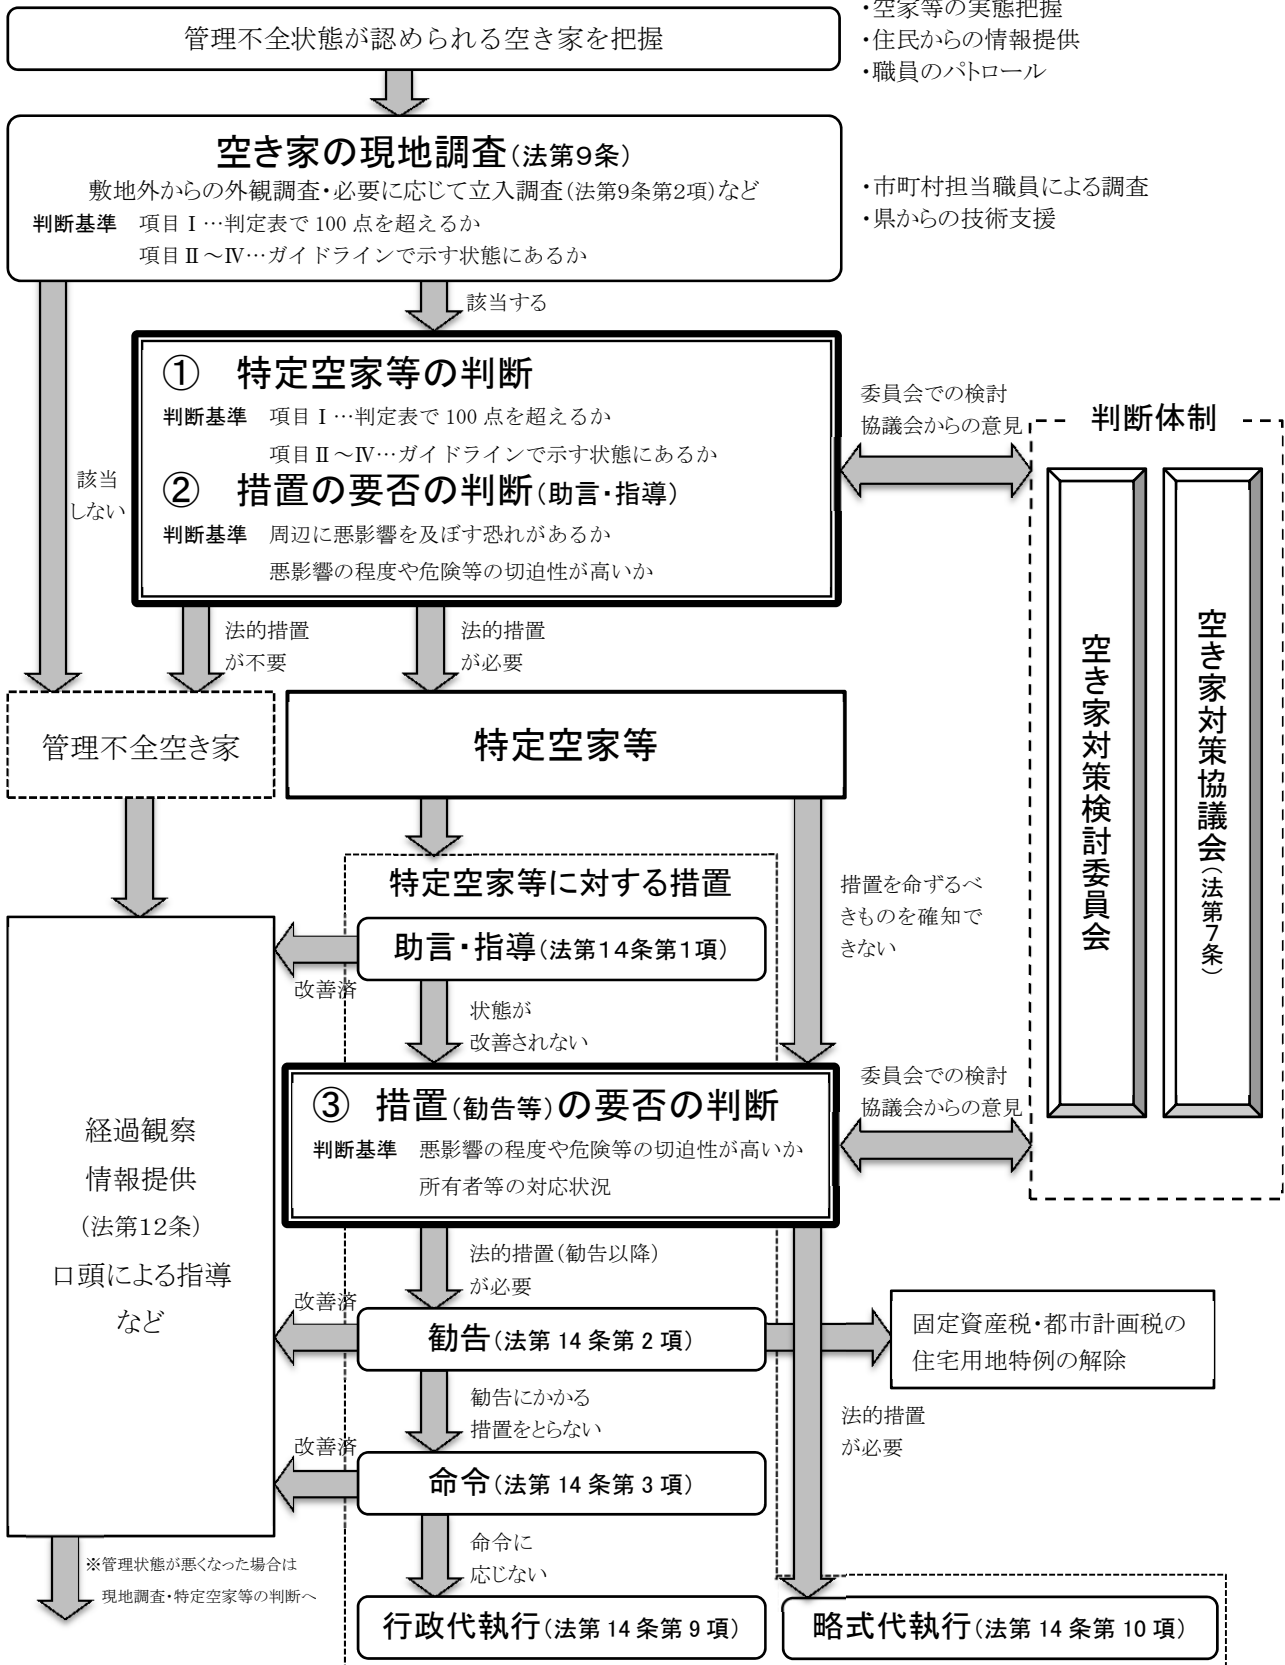 ・空家等の実態把握
管理不全状態が認められる空き家を把握
・住民からの情報提供
・職員のパトロール
空き家の現地調査(法第9条)
敷地外からの外観調査・必要に応じて立入調査(法第9条第2項)など
判断基準 項目Ⅰ…判定表で 100 点を超えるか
項目Ⅱ～Ⅳ…ガイドラインで示す状態にあるか
・市町村担当職員による調査
・県からの技術支援
該当する
① 特定空家等の判断
判断基準 項目Ⅰ…判定表で 100 点を超えるか
項目Ⅱ～Ⅳ…ガイドラインで示す状態にあるか
② 措置の要否の判断(助言・指導)
判断基準 周辺に悪影響を及ぼす恐れがあるか
悪影響の程度や危険等の切迫性が高いか
該当
しない
委員会での検討
協議会からの意見
判断体制
空き家対策検討委員会
空き家対策協議会(法第7条)
法的措置
が不要
法的措置
が必要
管理不全空き家
特定空家等
特定空家等に対する措置
措置を命ずるべ
きものを確知で
きない
助言・指導(法第14条第1項)
改善済
状態が
改善されない
③ 措置(勧告等)の要否の判断
判断基準 悪影響の程度や危険等の切迫性が高いか
所有者等の対応状況
委員会での検討
協議会からの意見
経過観察
情報提供
(法第12条)
口頭による指導
など
法的措置(勧告以降)
が必要
改善済
勧告(法第 14 条第 2 項)
固定資産税・都市計画税の
住宅用地特例の解除
勧告にかかる
措置をとらない
法的措置
が必要
改善済
命令(法第 14 条第 3 項)
命令に
応じない
※管理状態が悪くなった場合は
現地調査・特定空家等の判断へ
行政代執行(法第 14 条第 9 項)
略式代執行(法第 14 条第 10 項)